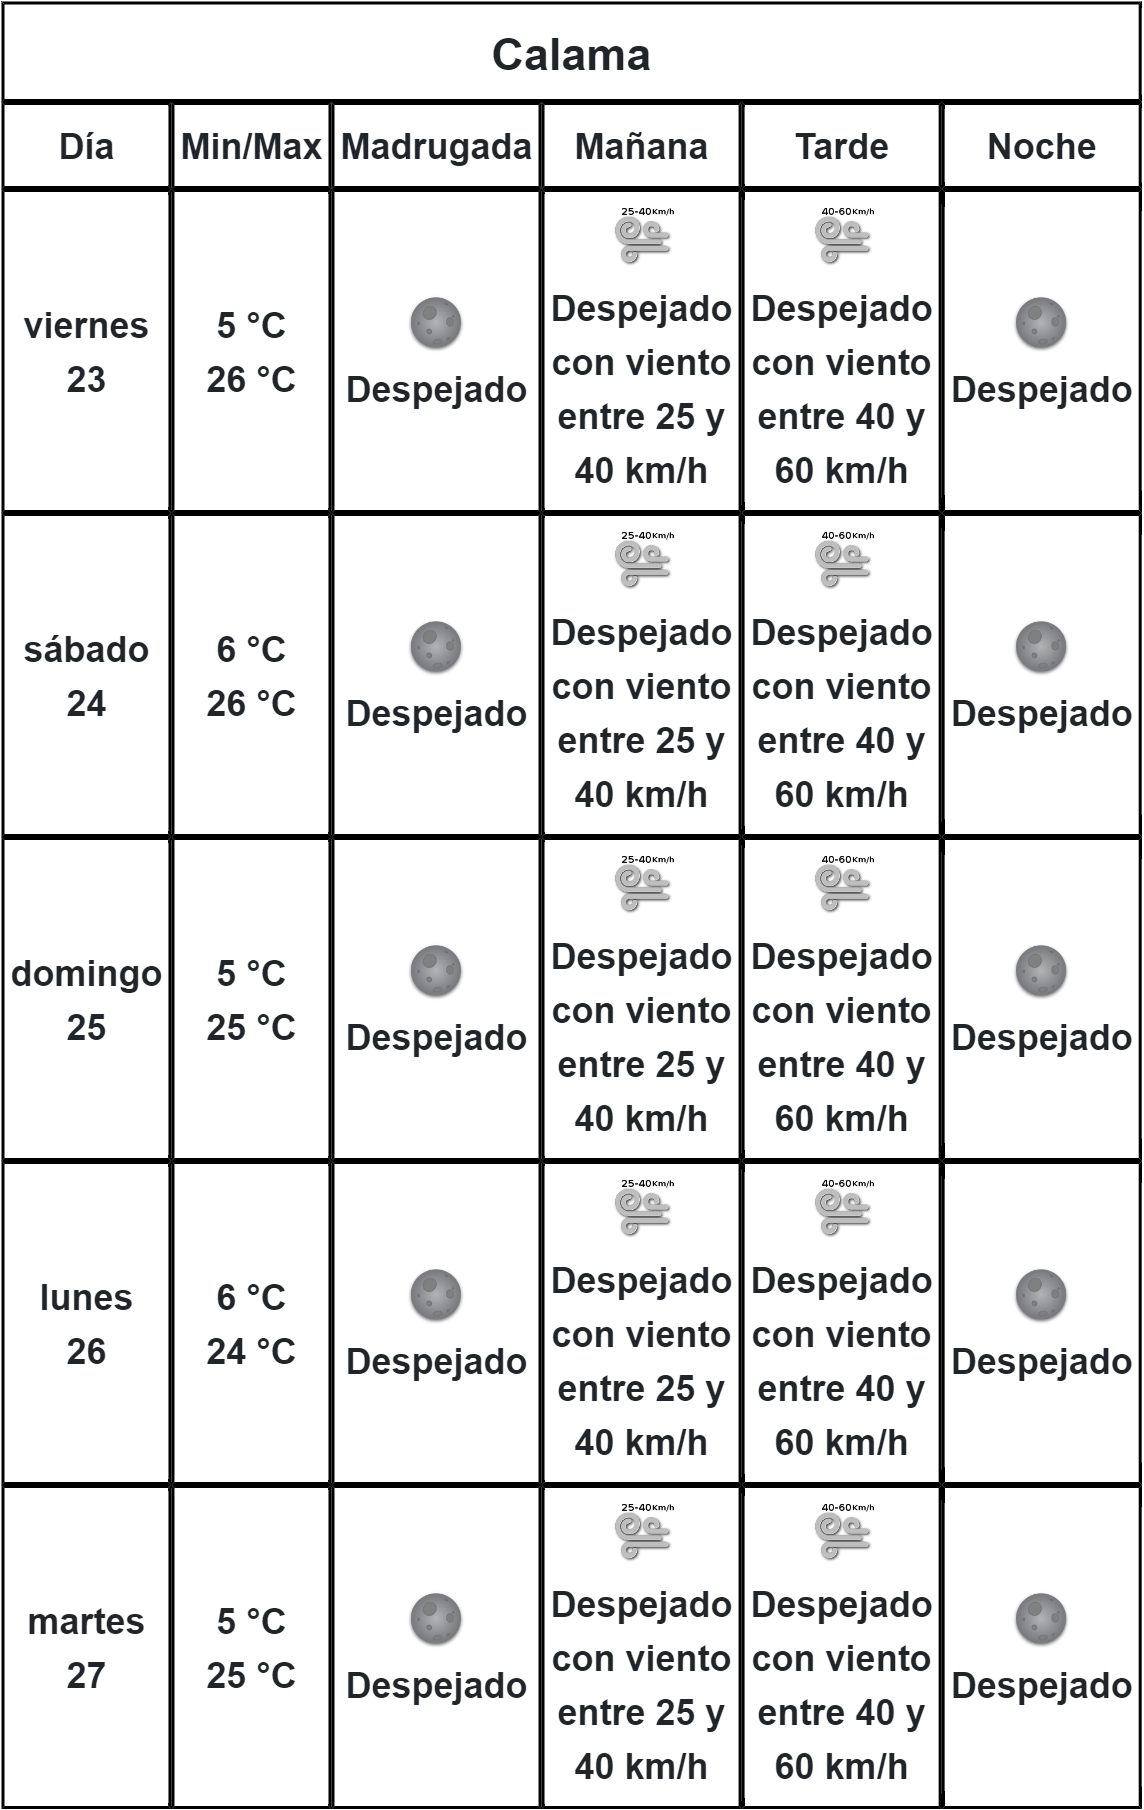 Calama
Día Min/Max Madrugada Mañana Tarde Noche
25-40Km/h 40-60Km/h
viernes
23
5 °C
26 °C
Despejado
Despejado
con viento
entre 25 y
40 km/h
Despejado
con viento
entre 40 y
60 km/h
Despejado
25-40Km/h 40-60Km/h
sábado
24
6 °C
26 °C
Despejado
Despejado
con viento
entre 25 y
40 km/h
Despejado
con viento
entre 40 y
60 km/h
Despejado
25-40Km/h 40-60Km/h
domingo
25
5 °C
25 °C
Despejado
Despejado
con viento
entre 25 y
40 km/h
Despejado
con viento
entre 40 y
60 km/h
Despejado
25-40Km/h 40-60Km/h
lunes
26
6 °C
24 °C
Despejado
Despejado
con viento
entre 25 y
40 km/h
Despejado
con viento
entre 40 y
60 km/h
Despejado
25-40Km/h 40-60Km/h
martes
27
5 °C
25 °C
Despejado
Despejado
con viento
entre 25 y
40 km/h
Despejado
con viento
entre 40 y
60 km/h
Despejado